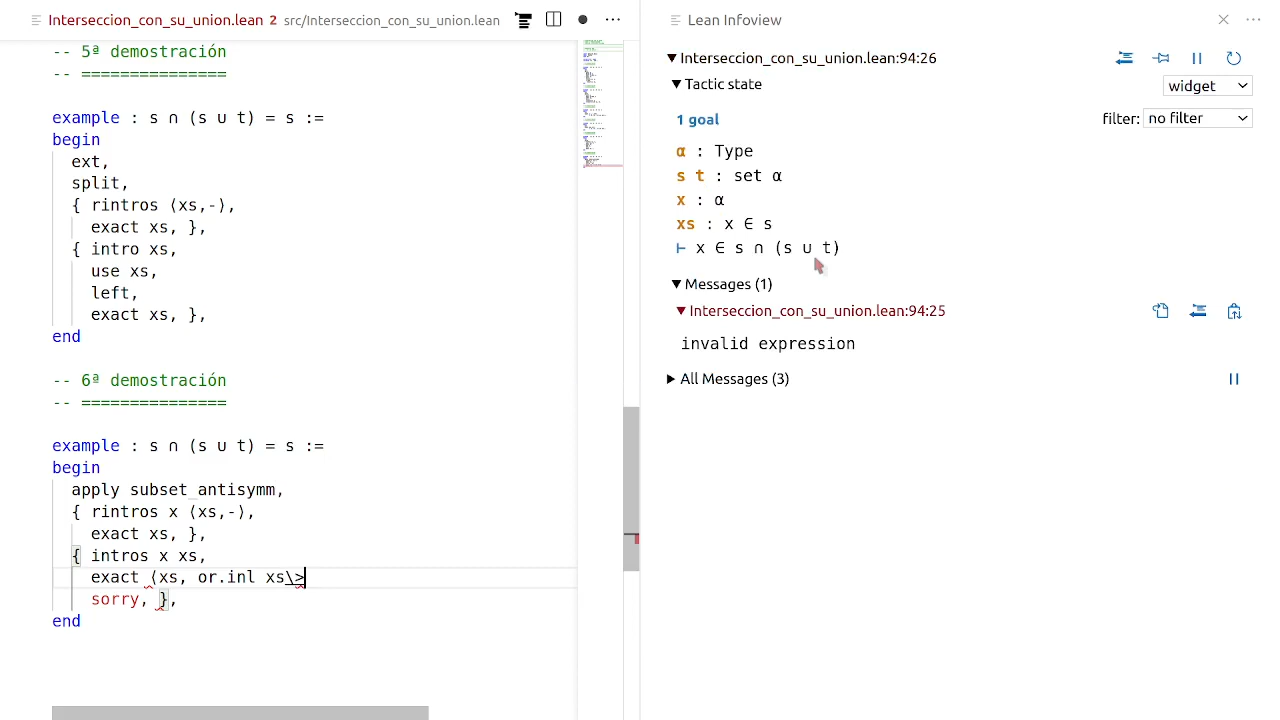 Interseccion_con_su_union.lean 2 src/Interseccion_con_su_union.lean
-- 5ª demostración
-- ===============
example : s ∩ (s ∪ t) = s :=
begin
ext,
split,
{ rintros ⟨xs,-⟩,
exact xs, },
{ intro xs,
use xs,
left,
exact xs, },
end
-- 6ª demostración
-- ===============
example : s ∩ (s ∪ t) = s :=
begin
apply subset_antisymm,
{ rintros x ⟨xs,-⟩,
exact xs, },
{ intros x xs,
exact ⟨xs, or.inl xs\>
sorry, },
end
Lean Infoview
Interseccion_con_su_union.lean:94:26
Tactic state
widget
1 goal
filter: no filter
α : Type
s t : set α
x : α
xs : x ∈ s
⊢ x ∈ s ∩ (s ∪ t)
Messages (1)
Interseccion_con_su_union.lean:94:25
invalid expression
All Messages (3)